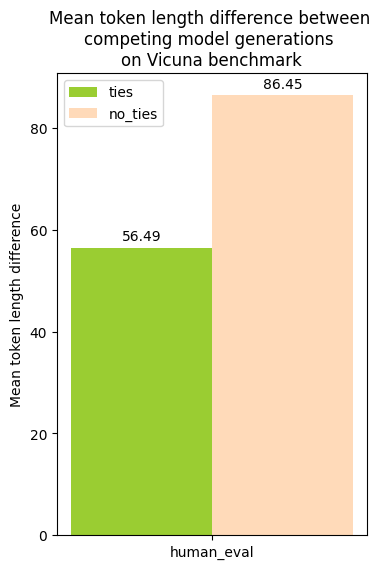 Mean token length difference between
competing model generations
on Vicuna benchmark
ties
no_ties
86.45
56.49
80
60
40
20
0
Mean token length difference
human_eval